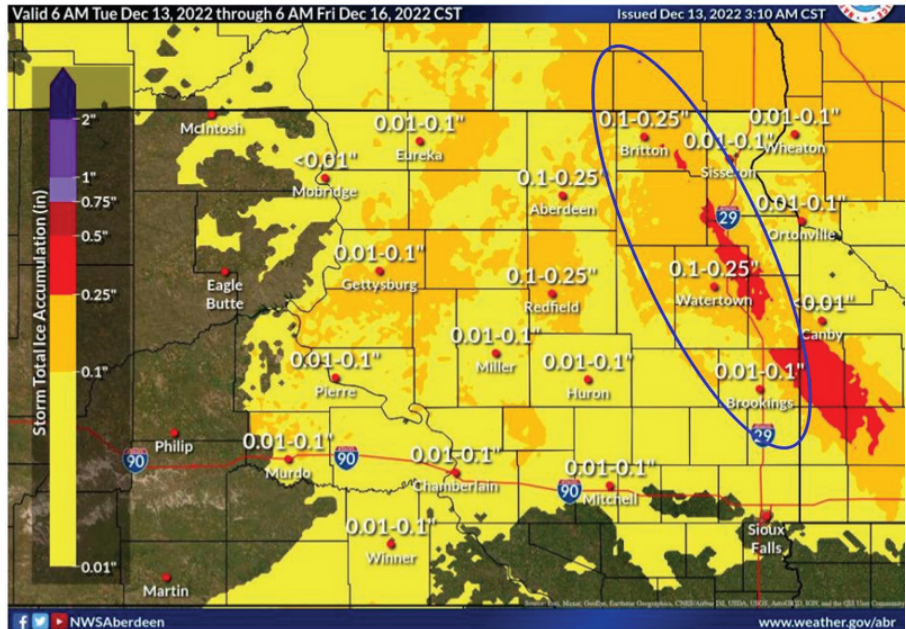 Valid 6 AM Tue Dec 13, 2022 through 6 AM Fri Dec 16, 2022 CST
Issued Dec 13, 2022 3:10 AM CST
Storm Total Ice Accumulation (in)
2"
1"
0.75"
0.5"
0.25"
0.1"
0.01"
McIntosh
0.01-0.1"
Eureka
0.1-0.25"
Britton
0.01-0.1"
Sisseton
0.01-0.1"
Wheaton
<0.01"
Mobridge
0.1-0.25"
Aberdeen
29
0.01-0.1"
Ortonville
Eagle
Butte
0.01-0.1"
Gettysburg
0.1-0.25"
Redfield
0.1-0.25"
Watertown
<0.01"
Canby
0.01-0.1"
Pierre
0.01-0.1"
Miller
0.01-0.1"
Huron
0.01-0.1"
Brookings
29
Philip
90
0.01-0.1"
Murdo
90
0.01-0.1"
Chamberlain
90
0.01-0.1"
Mitchell
Sioux
Falls
0.01-0.1"
Winner
Martin
NWSAberdeen
www.weather.gov/abr